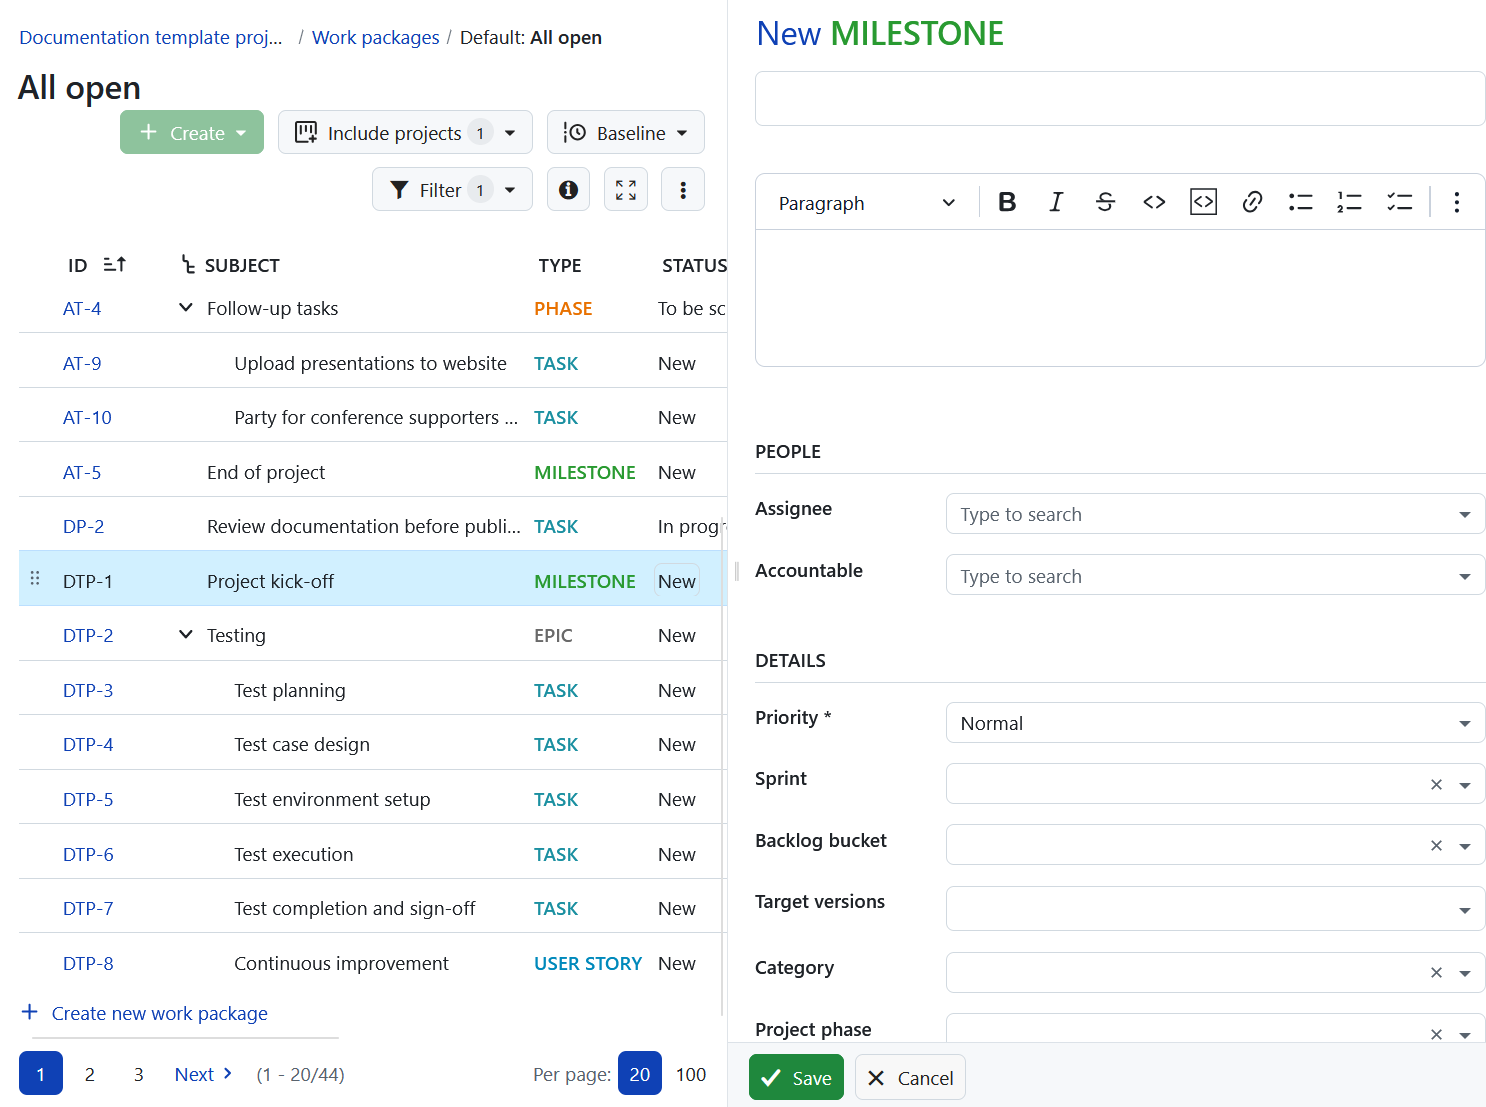 Documentation template proj... / Work packages / Default: All open
All open
+ Create
Include projects 1
Baseline
Filter 1
ID SUBJECT TYPE STATUS
AT-4 Follow-up tasks PHASE To be sc
AT-9 Upload presentations to website TASK New
AT-10 Party for conference supporters ... TASK New
AT-5 End of project MILESTONE New
DP-2 Review documentation before publi... TASK In progr
DTP-1 Project kick-off MILESTONE New
DTP-2 Testing EPIC New
DTP-3 Test planning TASK New
DTP-4 Test case design TASK New
DTP-5 Test environment setup TASK New
DTP-6 Test execution TASK New
DTP-7 Test completion and sign-off TASK New
DTP-8 Continuous improvement USER STORY New
+ Create new work package
1 2 3 Next (1 - 20/44) Per page: 20 100
New MILESTONE
Paragraph B I S
PEOPLE
Assignee Type to search
Accountable Type to search
DETAILS
Priority * Normal
Sprint
Backlog bucket
Target versions
Category
Project phase
Save Cancel